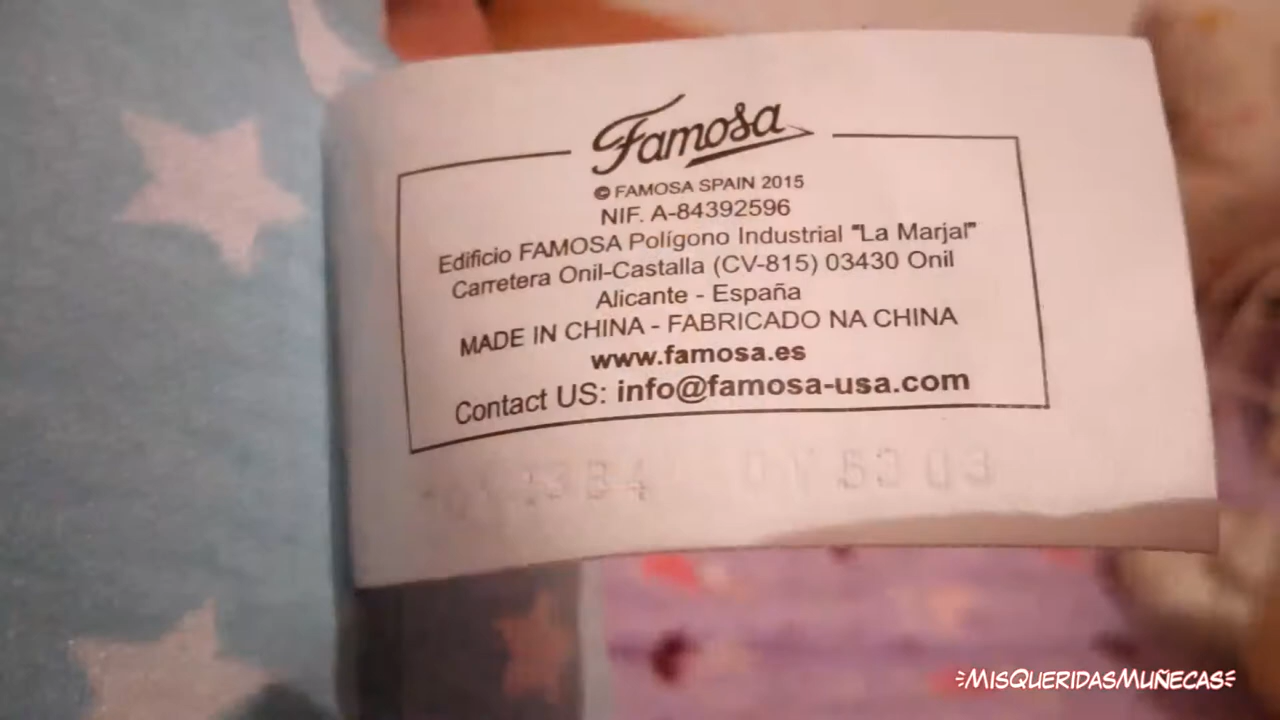 Famosa
© FAMOSA SPAIN 2015
NIF. A-84392596
Edificio FAMOSA Polígono Industrial "La Marjal"
Carretera Onil-Castalla (CV-815) 03430 Onil
Alicante - España
MADE IN CHINA - FABRICADO NA CHINA
www.famosa.es
Contact US: info@famosa-usa.com
MISQUERIDASMUÑECAS